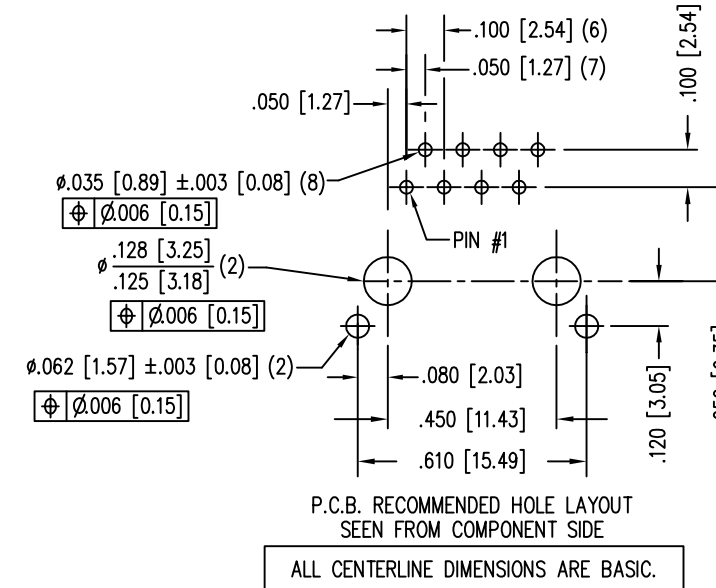 .100 [2.54] (6)
.050 [1.27] (7)
.050 [1.27]
.100 [2.54]
ø.035 [0.89] ±.003 [0.08] (8)
⌖ Ø.006 [0.15]
PIN #1
ø .128 [3.25]
.125 [3.18] (2)
⌖ Ø.006 [0.15]
ø.062 [1.57] ±.003 [0.08] (2)
⌖ Ø.006 [0.15]
.080 [2.03]
.450 [11.43]
.610 [15.49]
.120 [3.05]
P.C.B. RECOMMENDED HOLE LAYOUT
SEEN FROM COMPONENT SIDE
ALL CENTERLINE DIMENSIONS ARE BASIC.